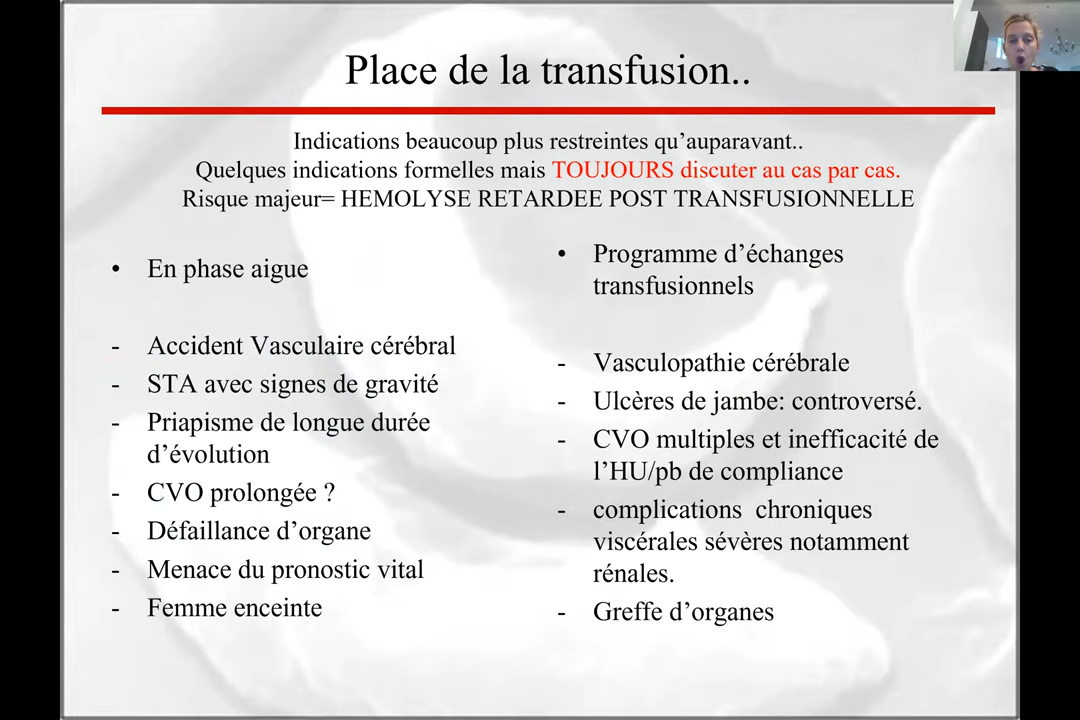 Place de la transfusion..
Indications beaucoup plus restreintes qu’auparavant..
Quelques indications formelles mais TOUJOURS discuter au cas par cas.
Risque majeur= HEMOLYSE RETARDEE POST TRANSFUSIONNELLE
• En phase aigue
- Accident Vasculaire cérébral
- STA avec signes de gravité
- Priapisme de longue durée
d’évolution
- CVO prolongée ?
- Défaillance d’organe
- Menace du pronostic vital
- Femme enceinte
• Programme d’échanges
transfusionnels
- Vasculopathie cérébrale
- Ulcères de jambe: controversé.
- CVO multiples et inefficacité de
l’HU/pb de compliance
- complications chroniques
viscérales sévères notamment
rénales.
- Greffe d’organes